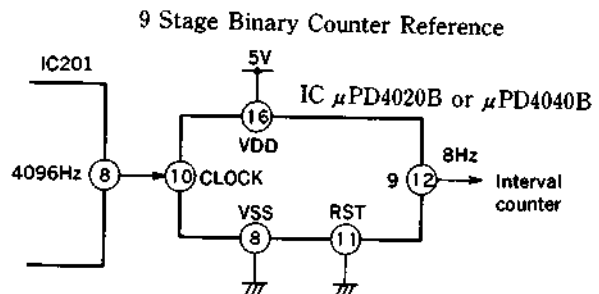 9 Stage Binary Counter Reference
IC201
5V
IC μPD4020B or μPD4040B
16
VDD
4096Hz 8
10 CLOCK
9 12
8Hz
Interval
counter
VSS
8
RST
11